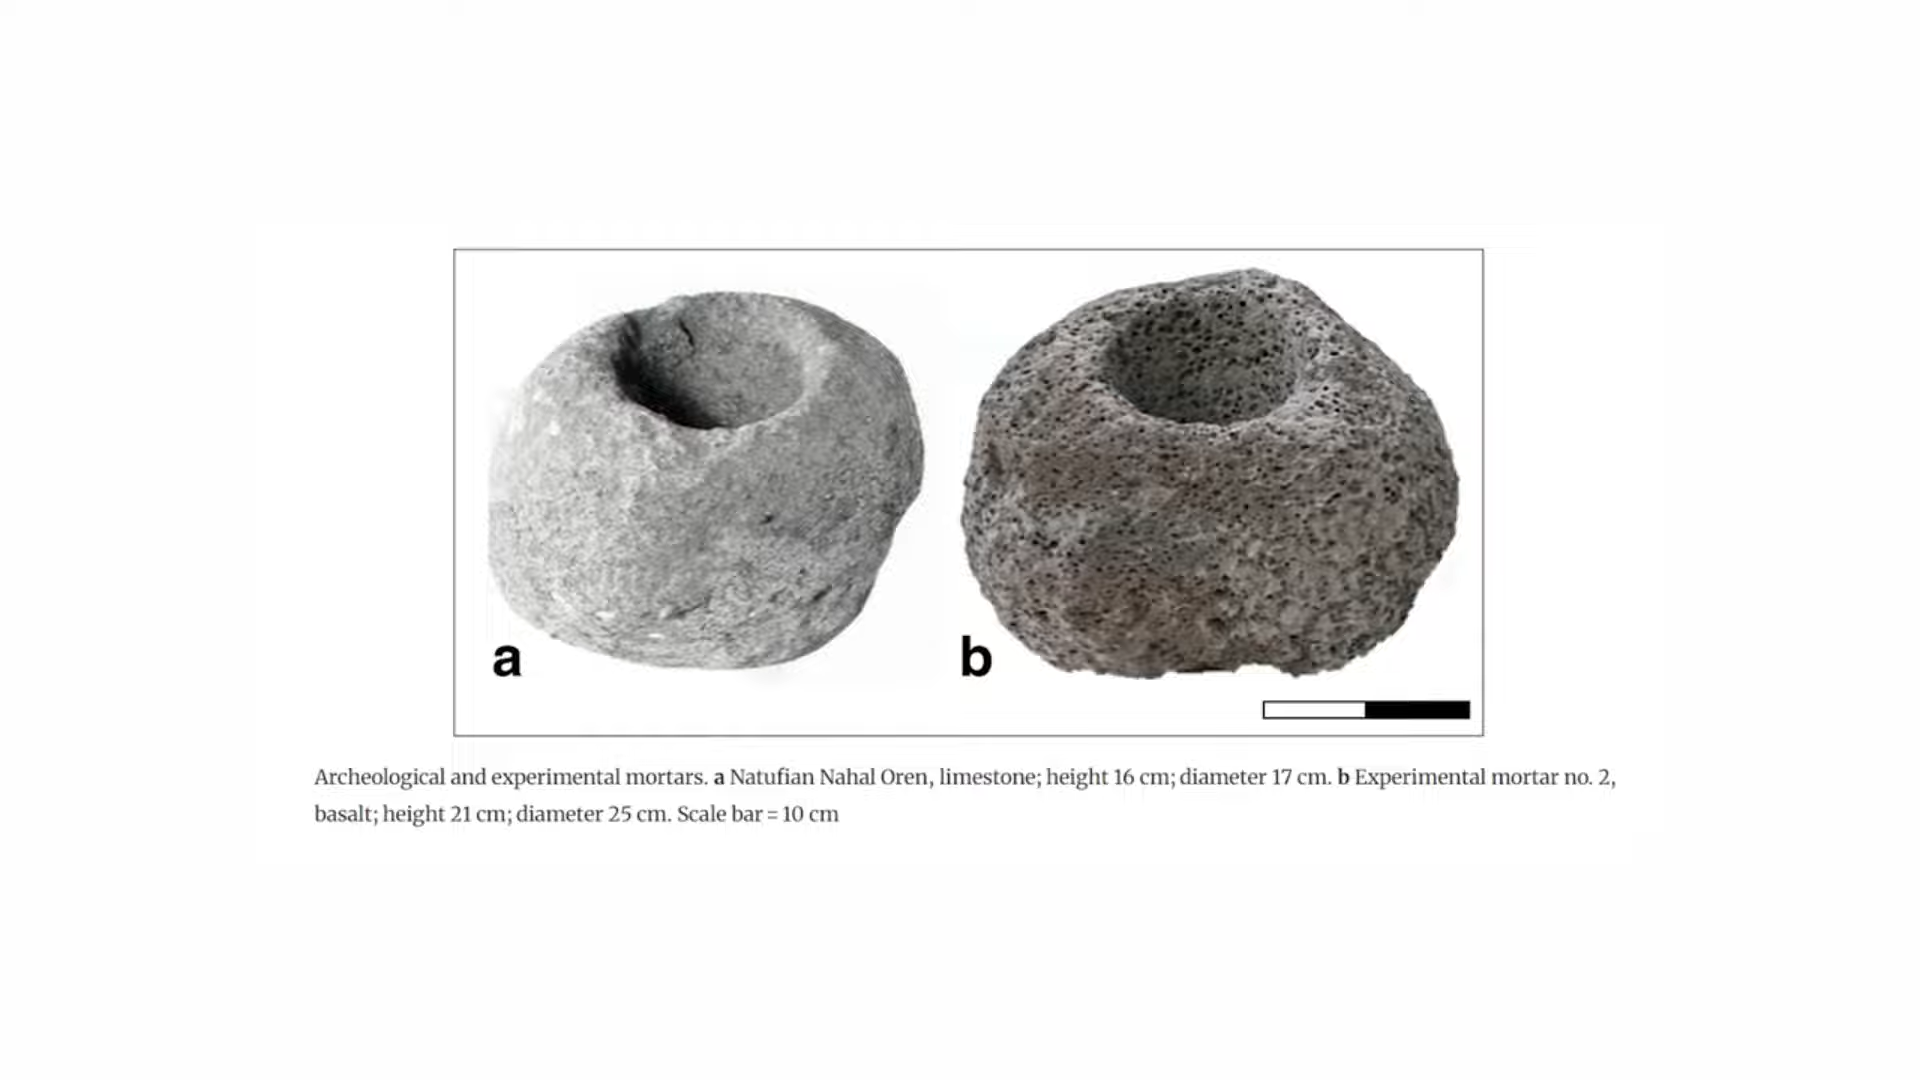 a
b
Archeological and experimental mortars. a Natufian Nahal Oren, limestone; height 16 cm; diameter 17 cm. b Experimental mortar no. 2,
basalt; height 21 cm; diameter 25 cm. Scale bar = 10 cm